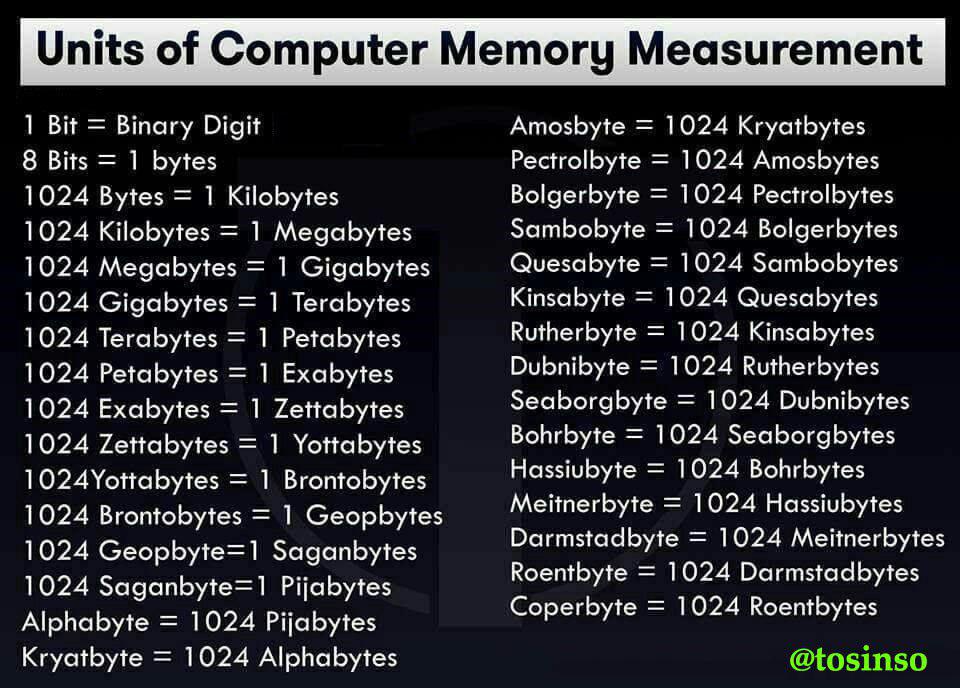 Units of Computer Memory Measurement
1 Bit = Binary Digit
8 Bits = 1 bytes
1024 Bytes = 1 Kilobytes
1024 Kilobytes = 1 Megabytes
1024 Megabytes = 1 Gigabytes
1024 Gigabytes = 1 Terabytes
1024 Terabytes = 1 Petabytes
1024 Petabytes = 1 Exabytes
1024 Exabytes = 1 Zettabytes
1024 Zettabytes = 1 Yottabytes
1024Yottabytes = 1 Brontobytes
1024 Brontobytes = 1 Geopbytes
1024 Geopbyte=1 Saganbytes
1024 Saganbyte=1 Pijabytes
Alphabyte = 1024 Pijabytes
Kryatbyte = 1024 Alphabytes
Amosbyte = 1024 Kryatbytes
Pectrolbyte = 1024 Amosbytes
Bolgerbyte = 1024 Pectrolbytes
Sambobyte = 1024 Bolgerbytes
Quesabyte = 1024 Sambobytes
Kinsabyte = 1024 Quesabytes
Rutherbyte = 1024 Kinsabytes
Dubnibyte = 1024 Rutherbytes
Seaborgbyte = 1024 Dubnibytes
Bohrbyte = 1024 Seaborgbytes
Hassiubyte = 1024 Bohrbytes
Meitnerbyte = 1024 Hassiubytes
Darmstadbyte = 1024 Meitnerbytes
Roentbyte = 1024 Darmstadbytes
Coperbyte = 1024 Roentbytes
@tosinso